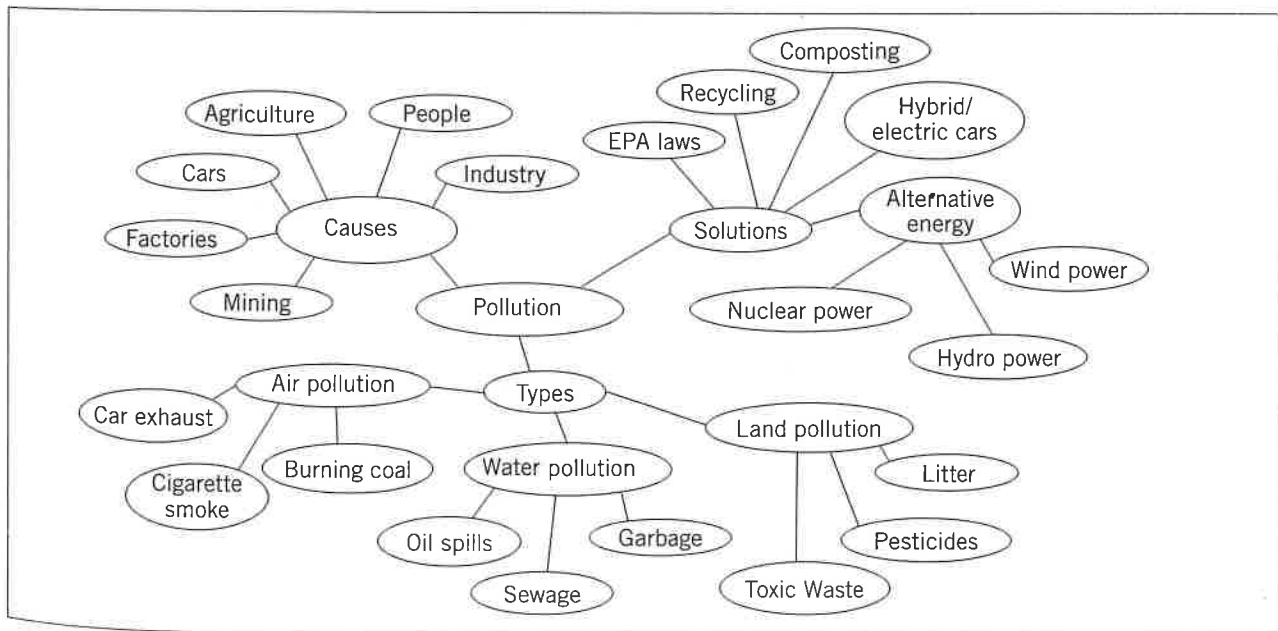 Composting
Recycling
Hybrid/
electric cars
Agriculture
People
EPA laws
Cars
Industry
Alternative
energy
Causes
Solutions
Factories
Wind power
Mining
Pollution
Nuclear power
Hydro power
Air pollution
Types
Car exhaust
Land pollution
Burning coal
Water pollution
Litter
Cigarette
smoke
Oil spills
Garbage
Pesticides
Sewage
Toxic Waste